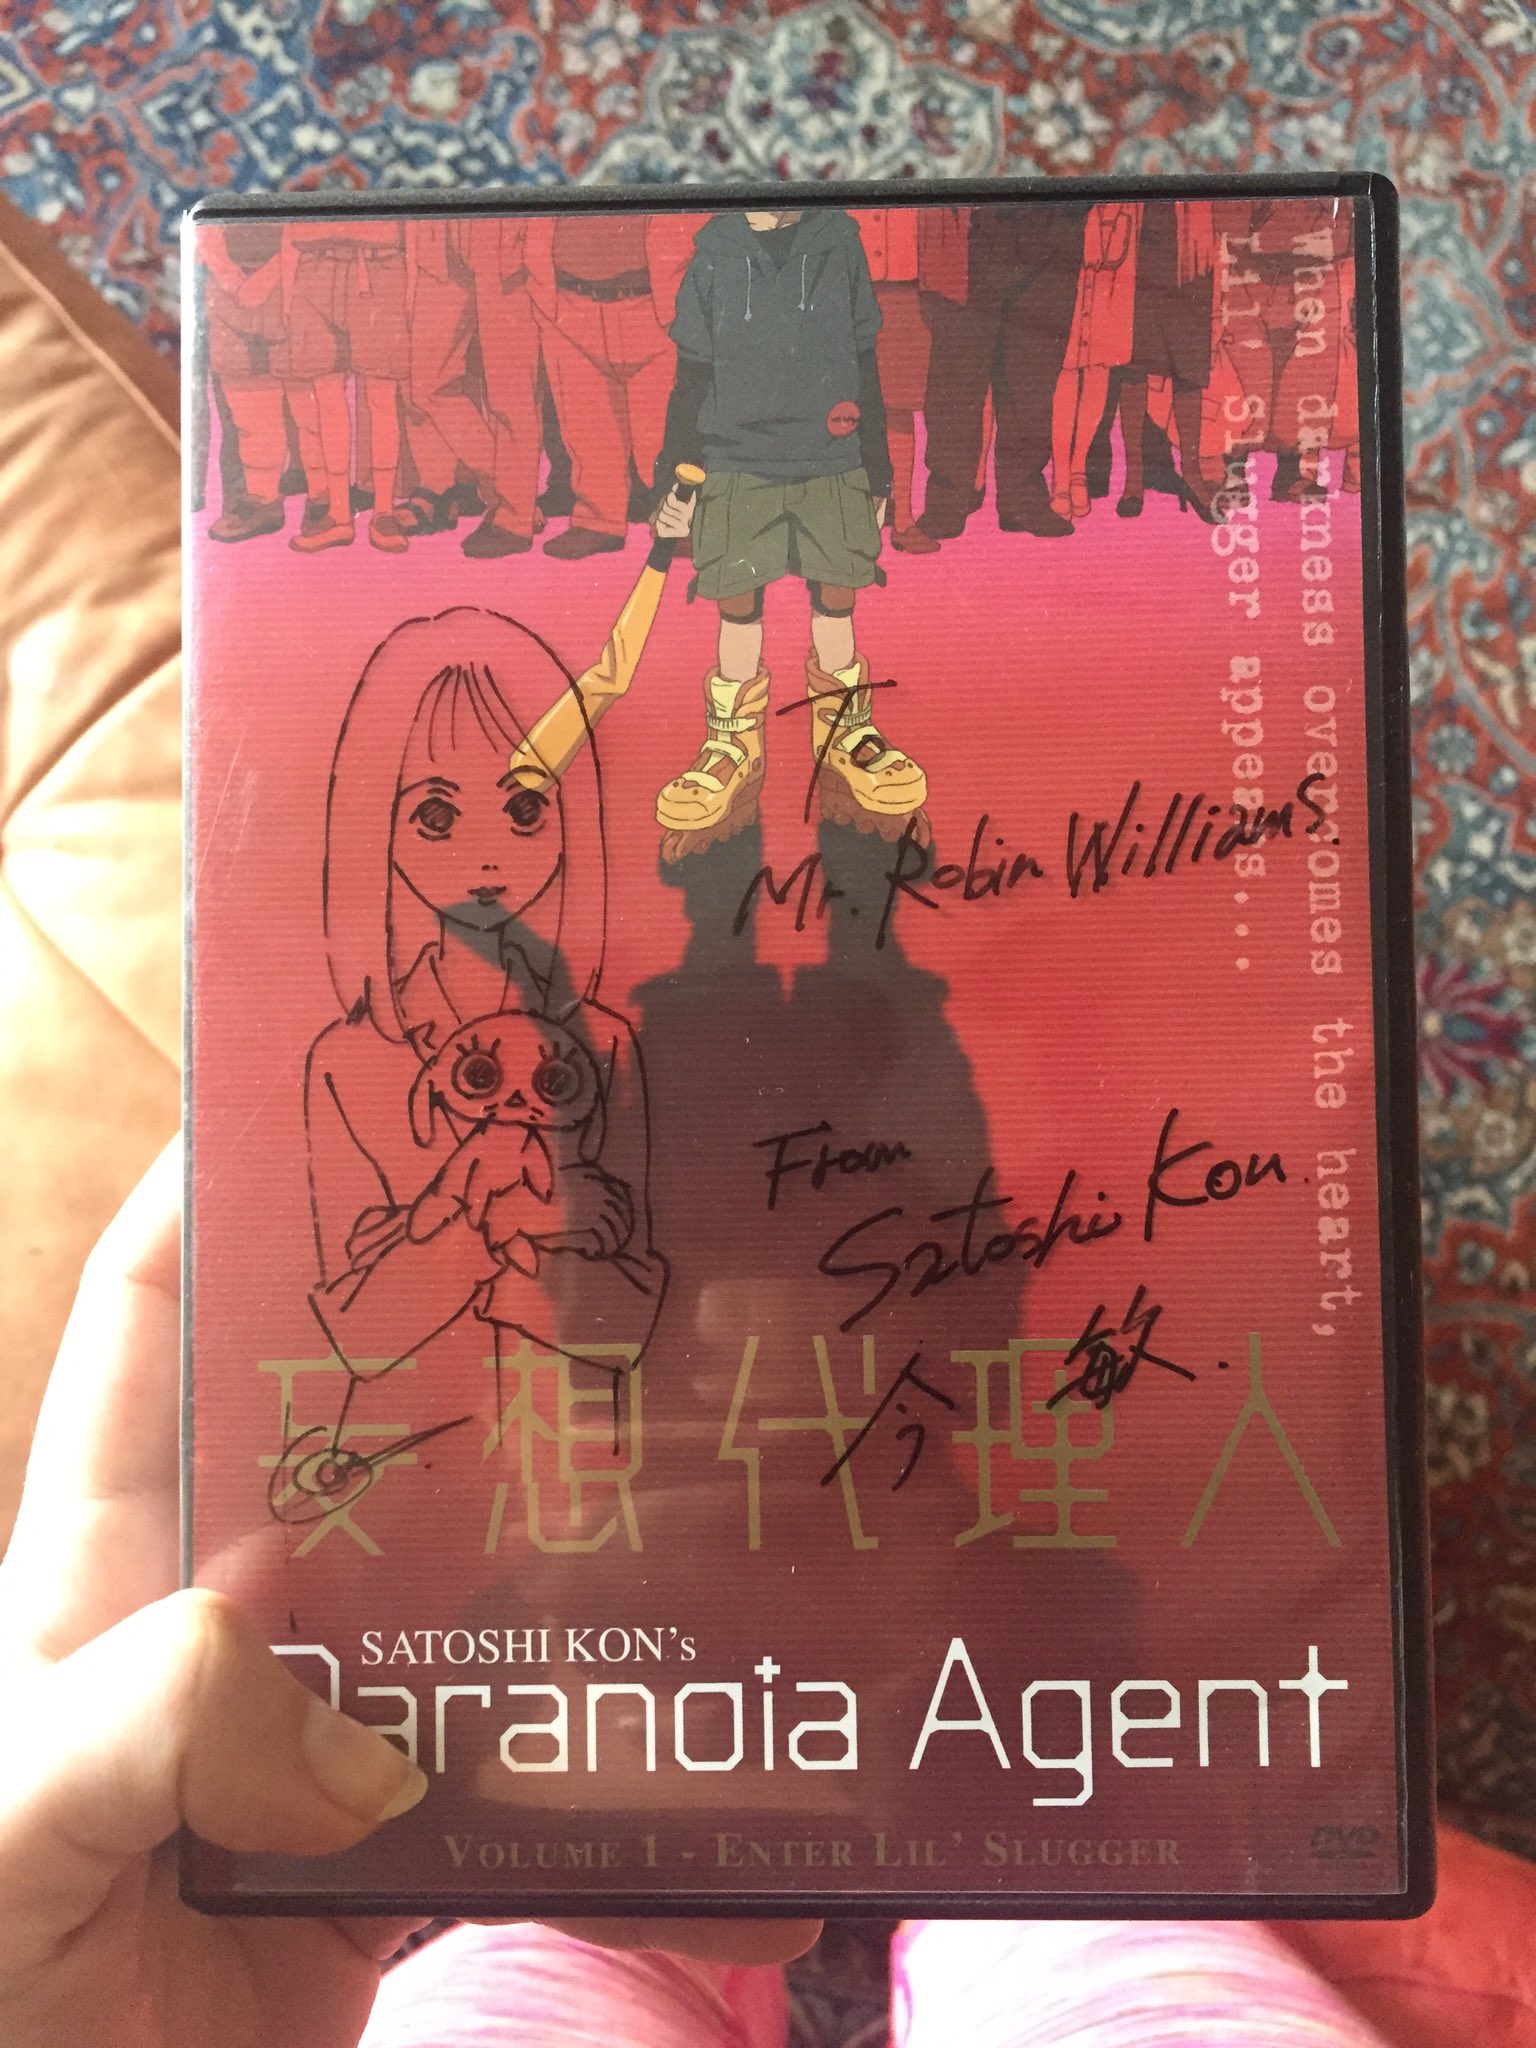 When darkness overcomes the heart,
Lil' Slugger appears...
To
Mr. Robin Williams.
From
Satoshi Kon.
今 敏.
妄想代理人
SATOSHI KON's
Paranoia Agent
VOLUME 1 - ENTER LIL' SLUGGER
DVD